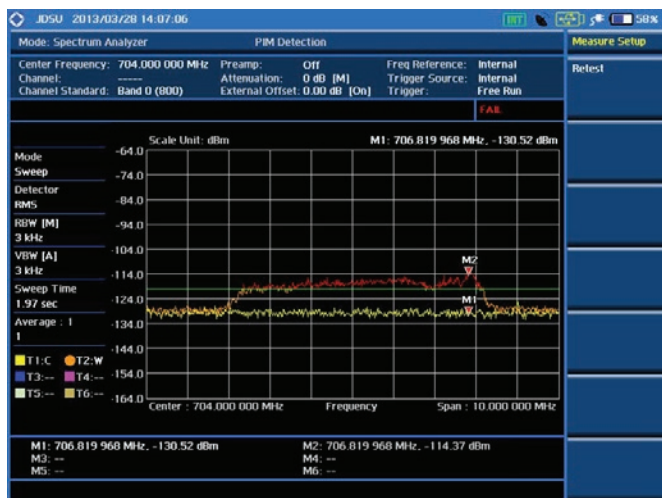 JDSU 2013/03/28 14:07:06
INT
58%
Mode: Spectrum Analyzer
PIM Detection
Measure Setup
Center Frequency: 704.000 000 MHz
Preamp: Off
Freq Reference: Internal
Channel: -----
Attenuation: 0 dB [M]
Trigger Source: Internal
Channel Standard: Band 0 (800)
External Offset: 0.00 dB [On]
Trigger: Free Run
Retest
FAIL
Scale Unit: dBm
M1: 706.819 968 MHz, -130.52 dBm
Mode
Sweep
Detector
RMS
RBW [M]
3 kHz
VBW [A]
3 kHz
Sweep Time
1.97 sec
Average : 1
1
T1:C T2:W
T3:-- T4:--
T5:-- T6:--
-64.0
-74.0
-84.0
-94.0
-104.0
-114.0
-124.0
-134.0
-144.0
-154.0
-164.0
M2
M1
Center : 704.000 000 MHz
Frequency
Span : 10.000 000 MHz
M1: 706.819 968 MHz, -130.52 dBm
M2: 706.819 968 MHz, -114.37 dBm
M3: --
M4: --
M5: --
M6: --